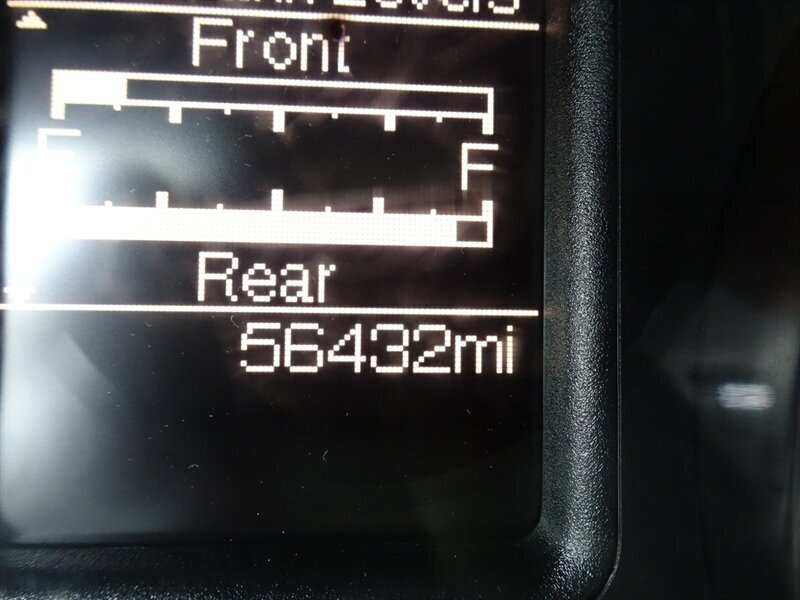 Front
E F
Rear
56432mi